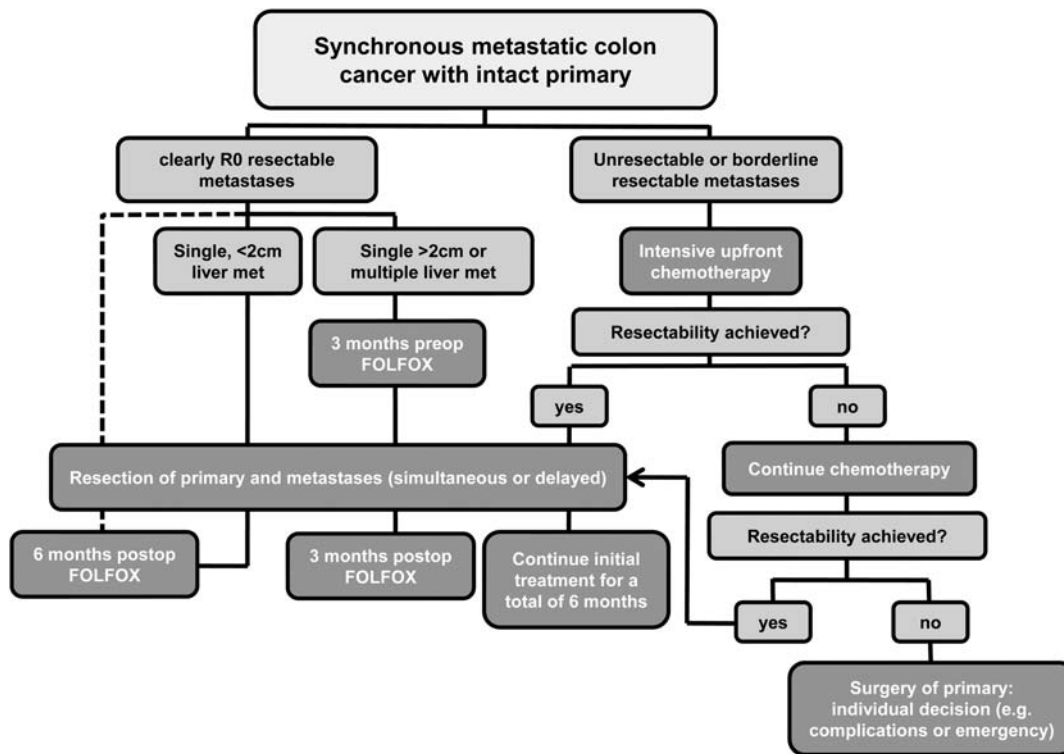 Synchronous metastatic colon
cancer with intact primary
clearly R0 resectable
metastases
Unresectable or borderline
resectable metastases
Single, <2cm
liver met
Single >2cm or
multiple liver met
Intensive upfront
chemotherapy
3 months preop
FOLFOX
Resectability achieved?
yes
no
Resection of primary and metastases (simultaneous or delayed)
Continue chemotherapy
6 months postop
FOLFOX
3 months postop
FOLFOX
Continue initial
treatment for a
total of 6 months
Resectability achieved?
yes
no
Surgery of primary:
individual decision (e.g.
complications or emergency)